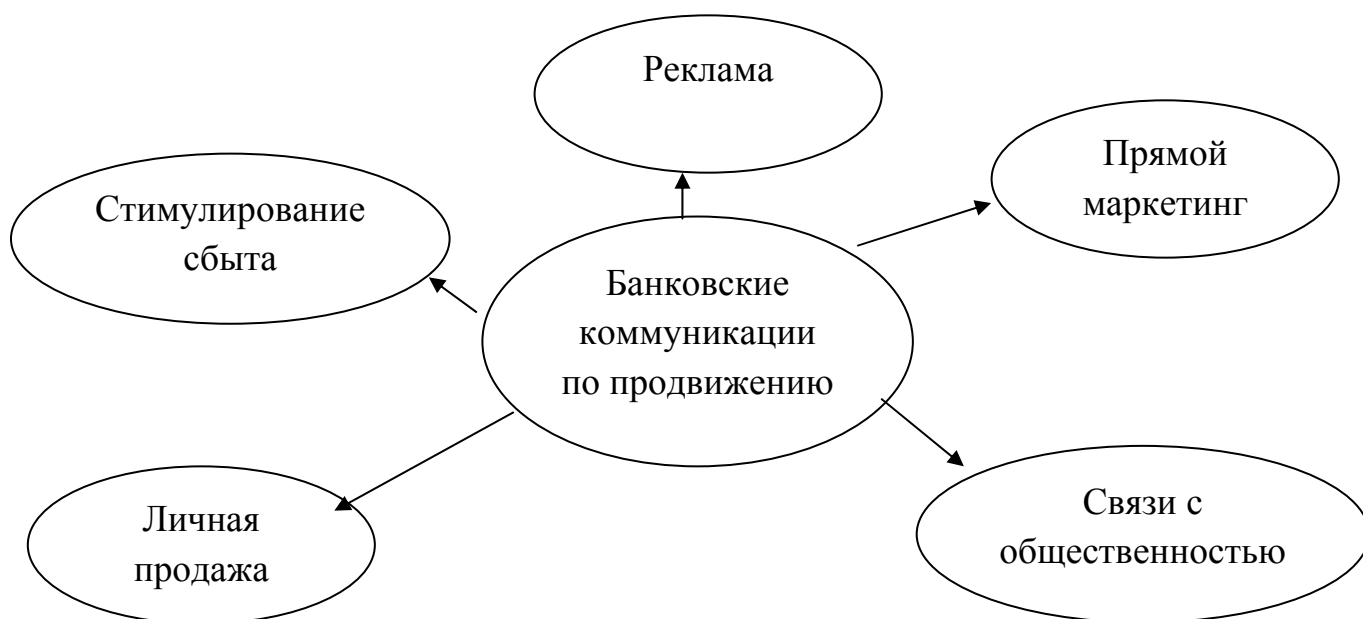 Реклама
Прямой
маркетинг
Стимулирование
сбыта
Банковские
коммуникации
по продвижению
Личная
продажа
Связи с
общественностью